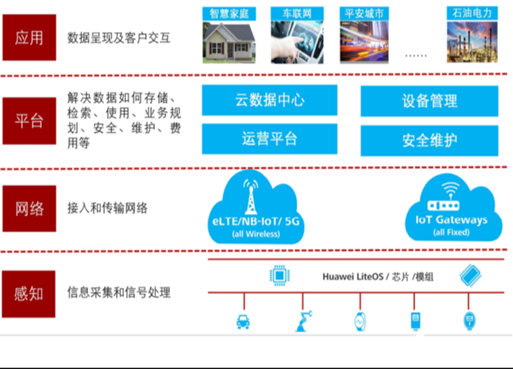 智慧家庭
车联网
平安城市
石油电力
应用
数据呈现及客户交互
......
平台
解决数据如何存储、
检索、使用、业务规
划、安全、维护、费
用等
云数据中心
设备管理
运营平台
安全维护
网络
接入和传输网络
eLTE/NB-IoT/ 5G
(all Wireless)
IoT Gateways
(all Fixed)
感知
信息采集和信号处理
Huawei LiteOS / 芯片 /模组